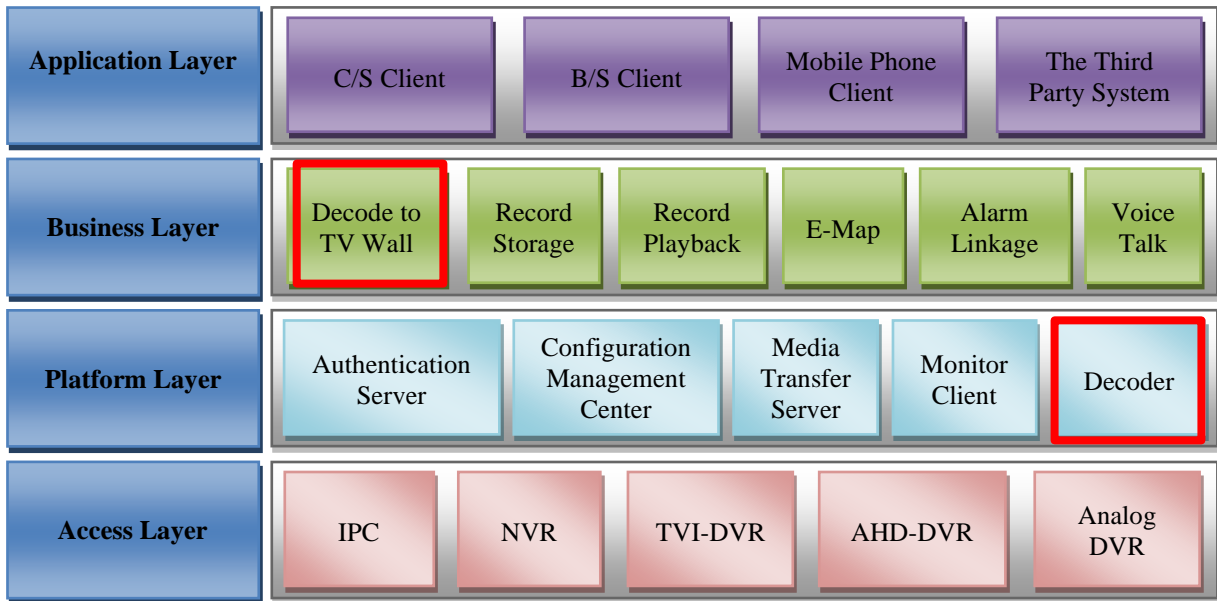 Application Layer
C/S Client
B/S Client
Mobile Phone
Client
The Third
Party System
Business Layer
Decode to
TV Wall
Record
Storage
Record
Playback
E-Map
Alarm
Linkage
Voice
Talk
Platform Layer
Authentication
Server
Configuration
Management
Center
Media
Transfer
Server
Monitor
Client
Decoder
Access Layer
IPC
NVR
TVI-DVR
AHD-DVR
Analog
DVR